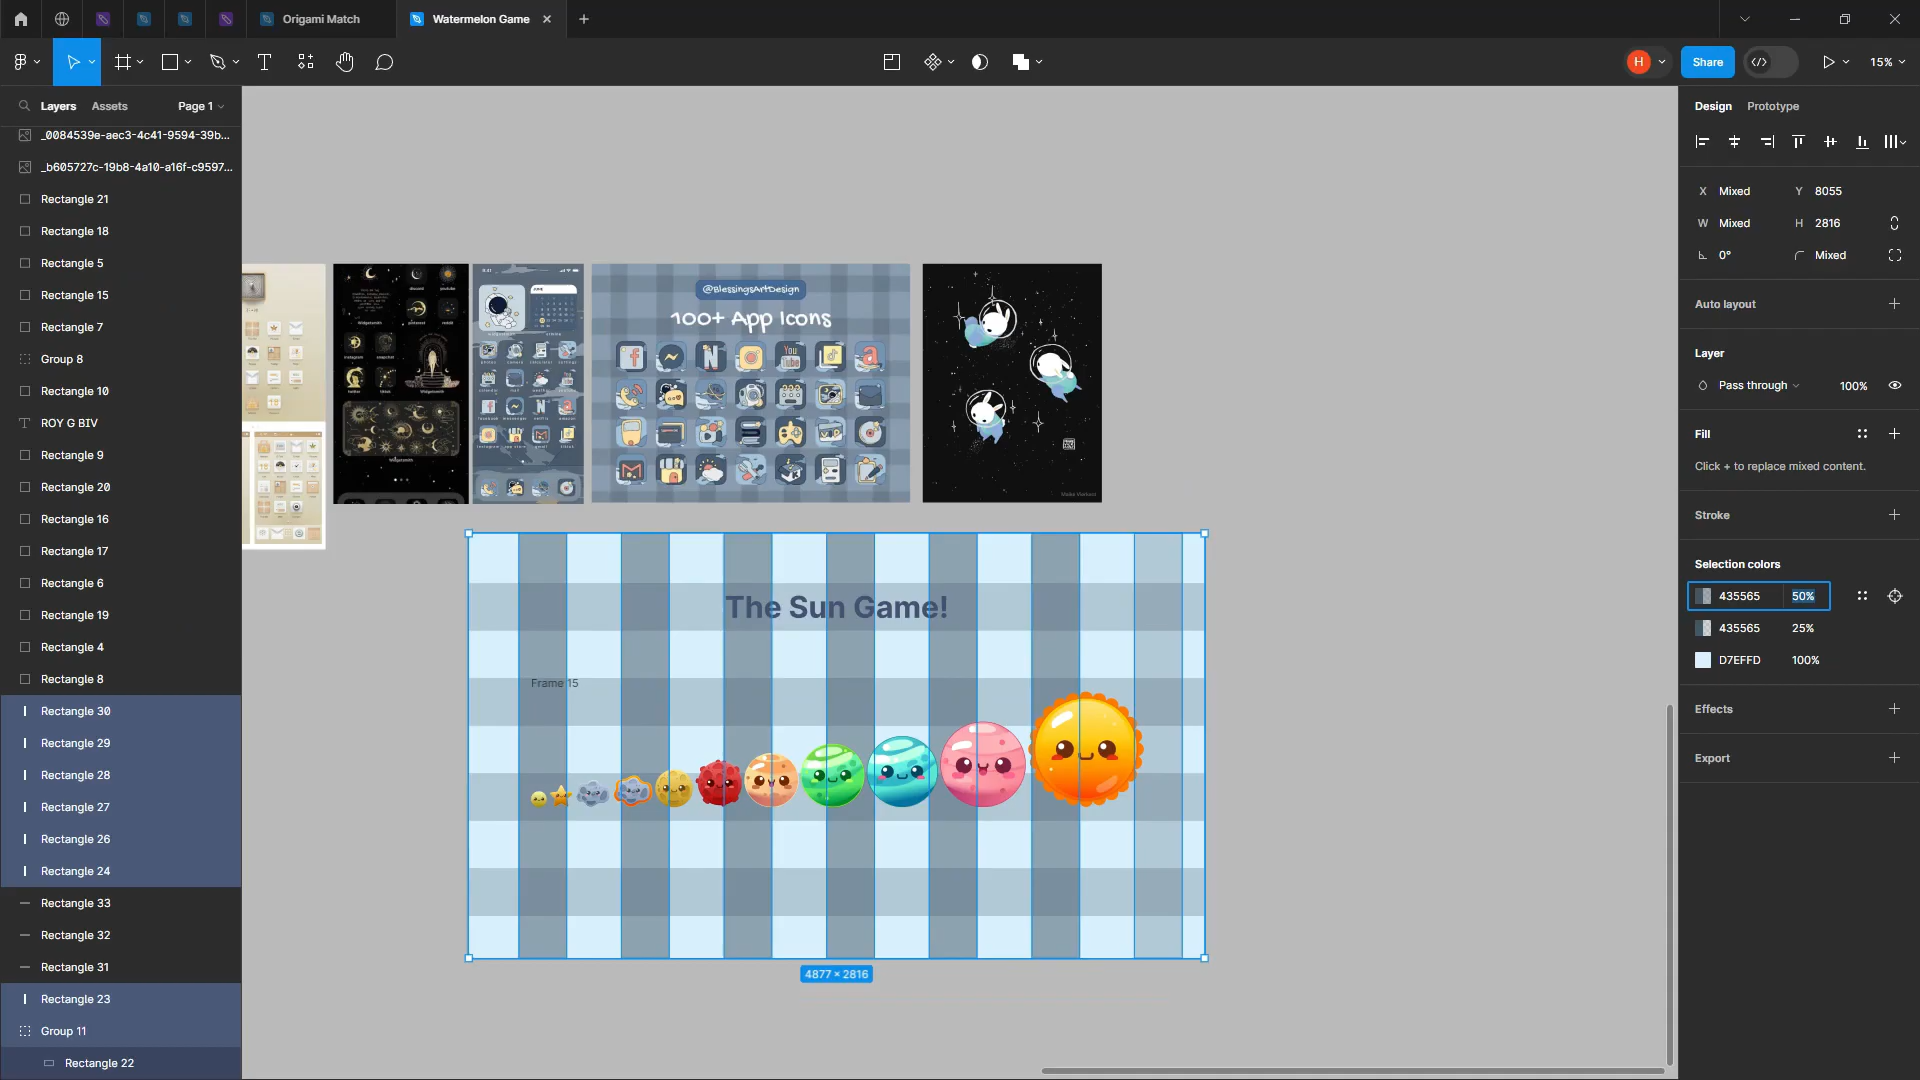 Origami Match
Watermelon Game
Share
15%
Layers
Assets
Page 1
_0084539e-aec3-4c41-9594-39b...
_b605727c-19b8-4a10-a16f-c9597...
Rectangle 21
Rectangle 18
Rectangle 5
Rectangle 15
Rectangle 7
Group 8
Rectangle 10
ROY G BIV
Rectangle 9
Rectangle 20
Rectangle 16
Rectangle 17
Rectangle 6
Rectangle 19
Rectangle 4
Rectangle 8
Rectangle 30
Rectangle 29
Rectangle 28
Rectangle 27
Rectangle 26
Rectangle 24
Rectangle 33
Rectangle 32
Rectangle 31
Rectangle 23
Group 11
Rectangle 22
@BlessingsArtDesign
100+ App Icons
You
Tube
JUNE
The Sun Game!
Frame 15
4877 × 2816
H
Design
Prototype
X Mixed Y 8055
W Mixed H 2816
0° Mixed
Auto layout
Layer
Pass through 100%
Fill
Click + to replace mixed content.
Stroke
Selection colors
435565 50%
435565 25%
D7EFFD 100%
Effects
Export